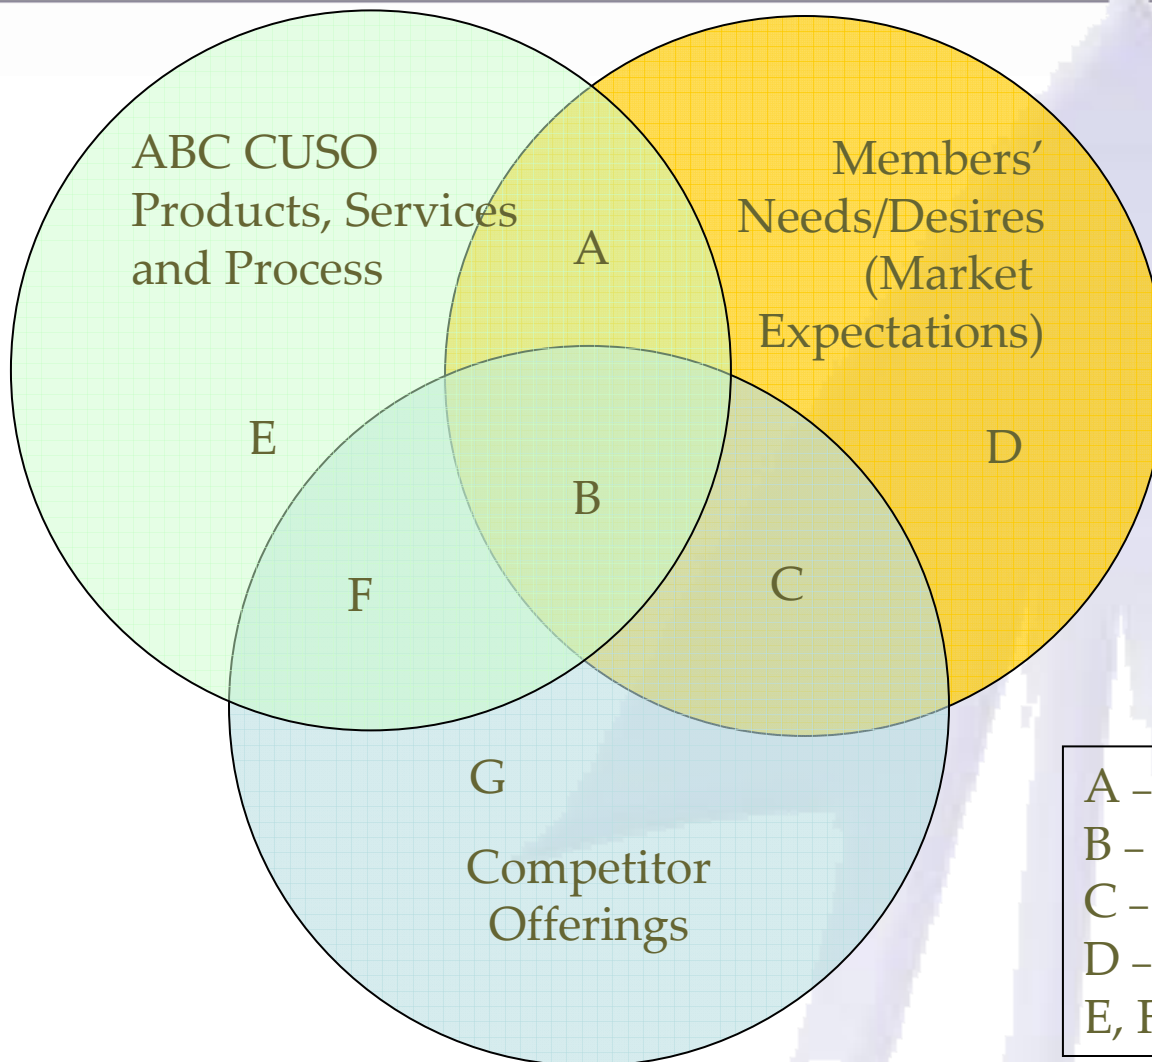 ABC CUSO
Products, Services
and Process
Members’
Needs/Desires
(Market
Expectations)
A
E
D
B
F
C
G
Competitor
Offerings
A –
B –
C –
D –
E, F